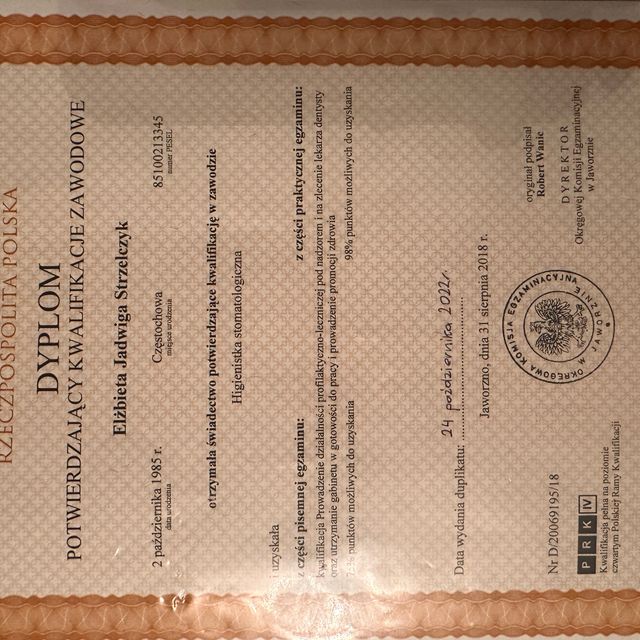 RZECZPOSPOLITA POLSKA
DYPLOM
POTWIERDZAJĄCY KWALIFIKACJE ZAWODOWE
Elżbieta Jadwiga Strzelczyk
2 października 1985 r. Częstochowa 85100213345
data urodzenia miejsce urodzenia numer PESEL
otrzymała świadectwo potwierdzające kwalifikację w zawodzie
Higienistka stomatologiczna
i uzyskała
z części pisemnej egzaminu: z części praktycznej egzaminu:
kwalifikacja Prowadzenie działalności profilaktyczno-leczniczej pod nadzorem i na zlecenie lekarza dentysty
oraz utrzymanie gabinetu w gotowości do pracy i prowadzenie promocji zdrowia
punktów możliwych do uzyskania 98% punktów możliwych do uzyskania
Data wydania duplikatu: 24 października 2022r.
Jaworzno, dnia 31 sierpnia 2018 r.
oryginał podpisał
Robert Wanic
DYREKTOR
Okręgowej Komisji Egzaminacyjnej
w Jaworznie
OKRĘGOWA KOMISJA EGZAMINACYJNA
W JAWORZNIE
Nr D/20069195/18
PRK IV
Kwalifikacja pełna na poziomie
czwartym Polskiej Ramy Kwalifikacji